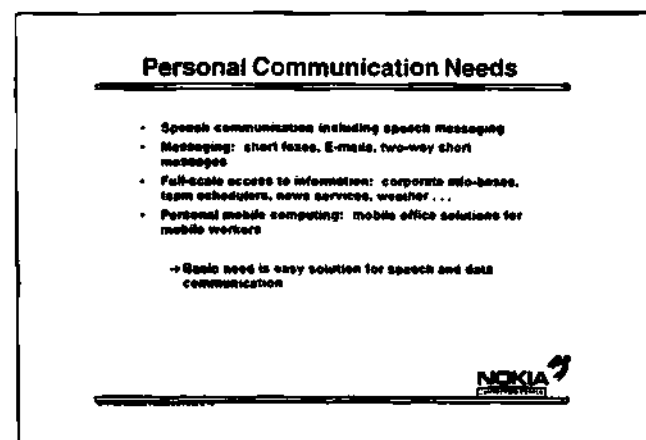 Personal Communication Needs
- Speech communication including speech messaging
- Messaging: short faxes, E-mails, two-way short
messages
- Full-scale access to information: corporate info-bases,
team schedulers, news services, weather ...
- Personal mobile computing: mobile office solutions for
mobile workers
→ Basic need is easy solution for speech and data
communication
NOKIA